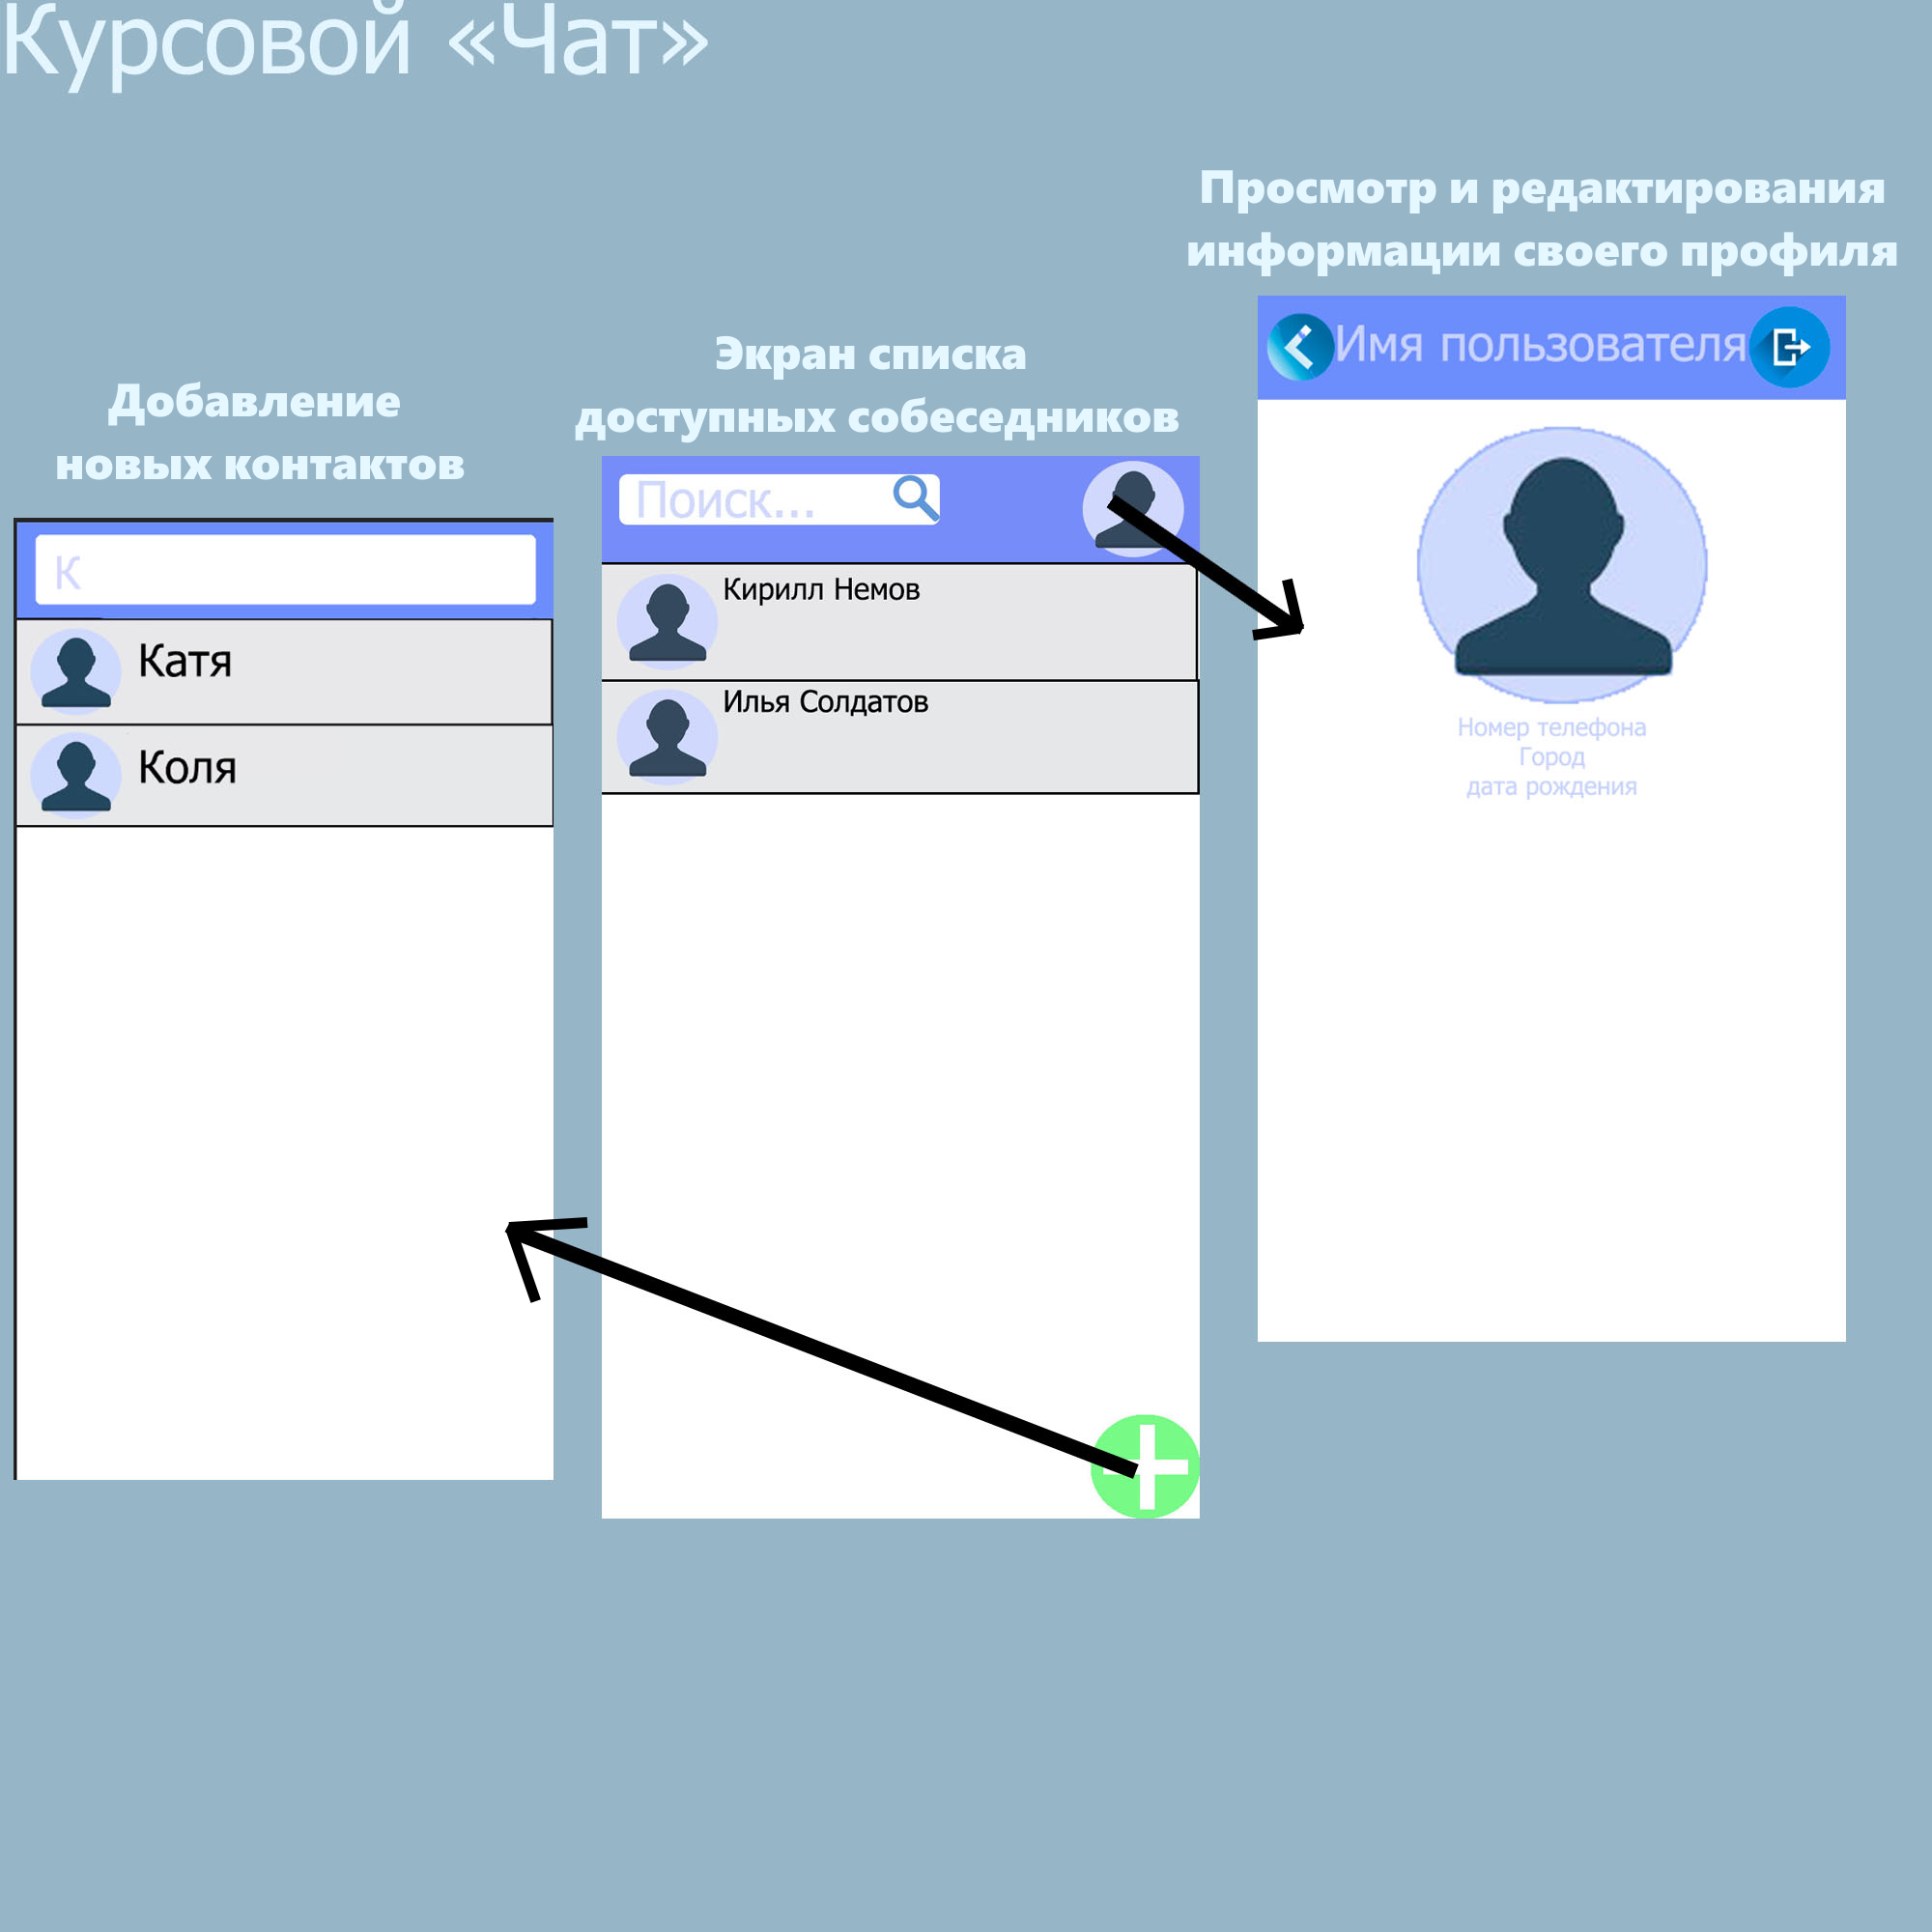 Курсовой «Чат»
Добавление
новых контактов
К
Катя
Коля
Экран списка
доступных собеседников
Поиск...
Кирилл Немов
Илья Солдатов
Просмотр и редактирования
информации своего профиля
Имя пользователя
Номер телефона
Город
дата рождения